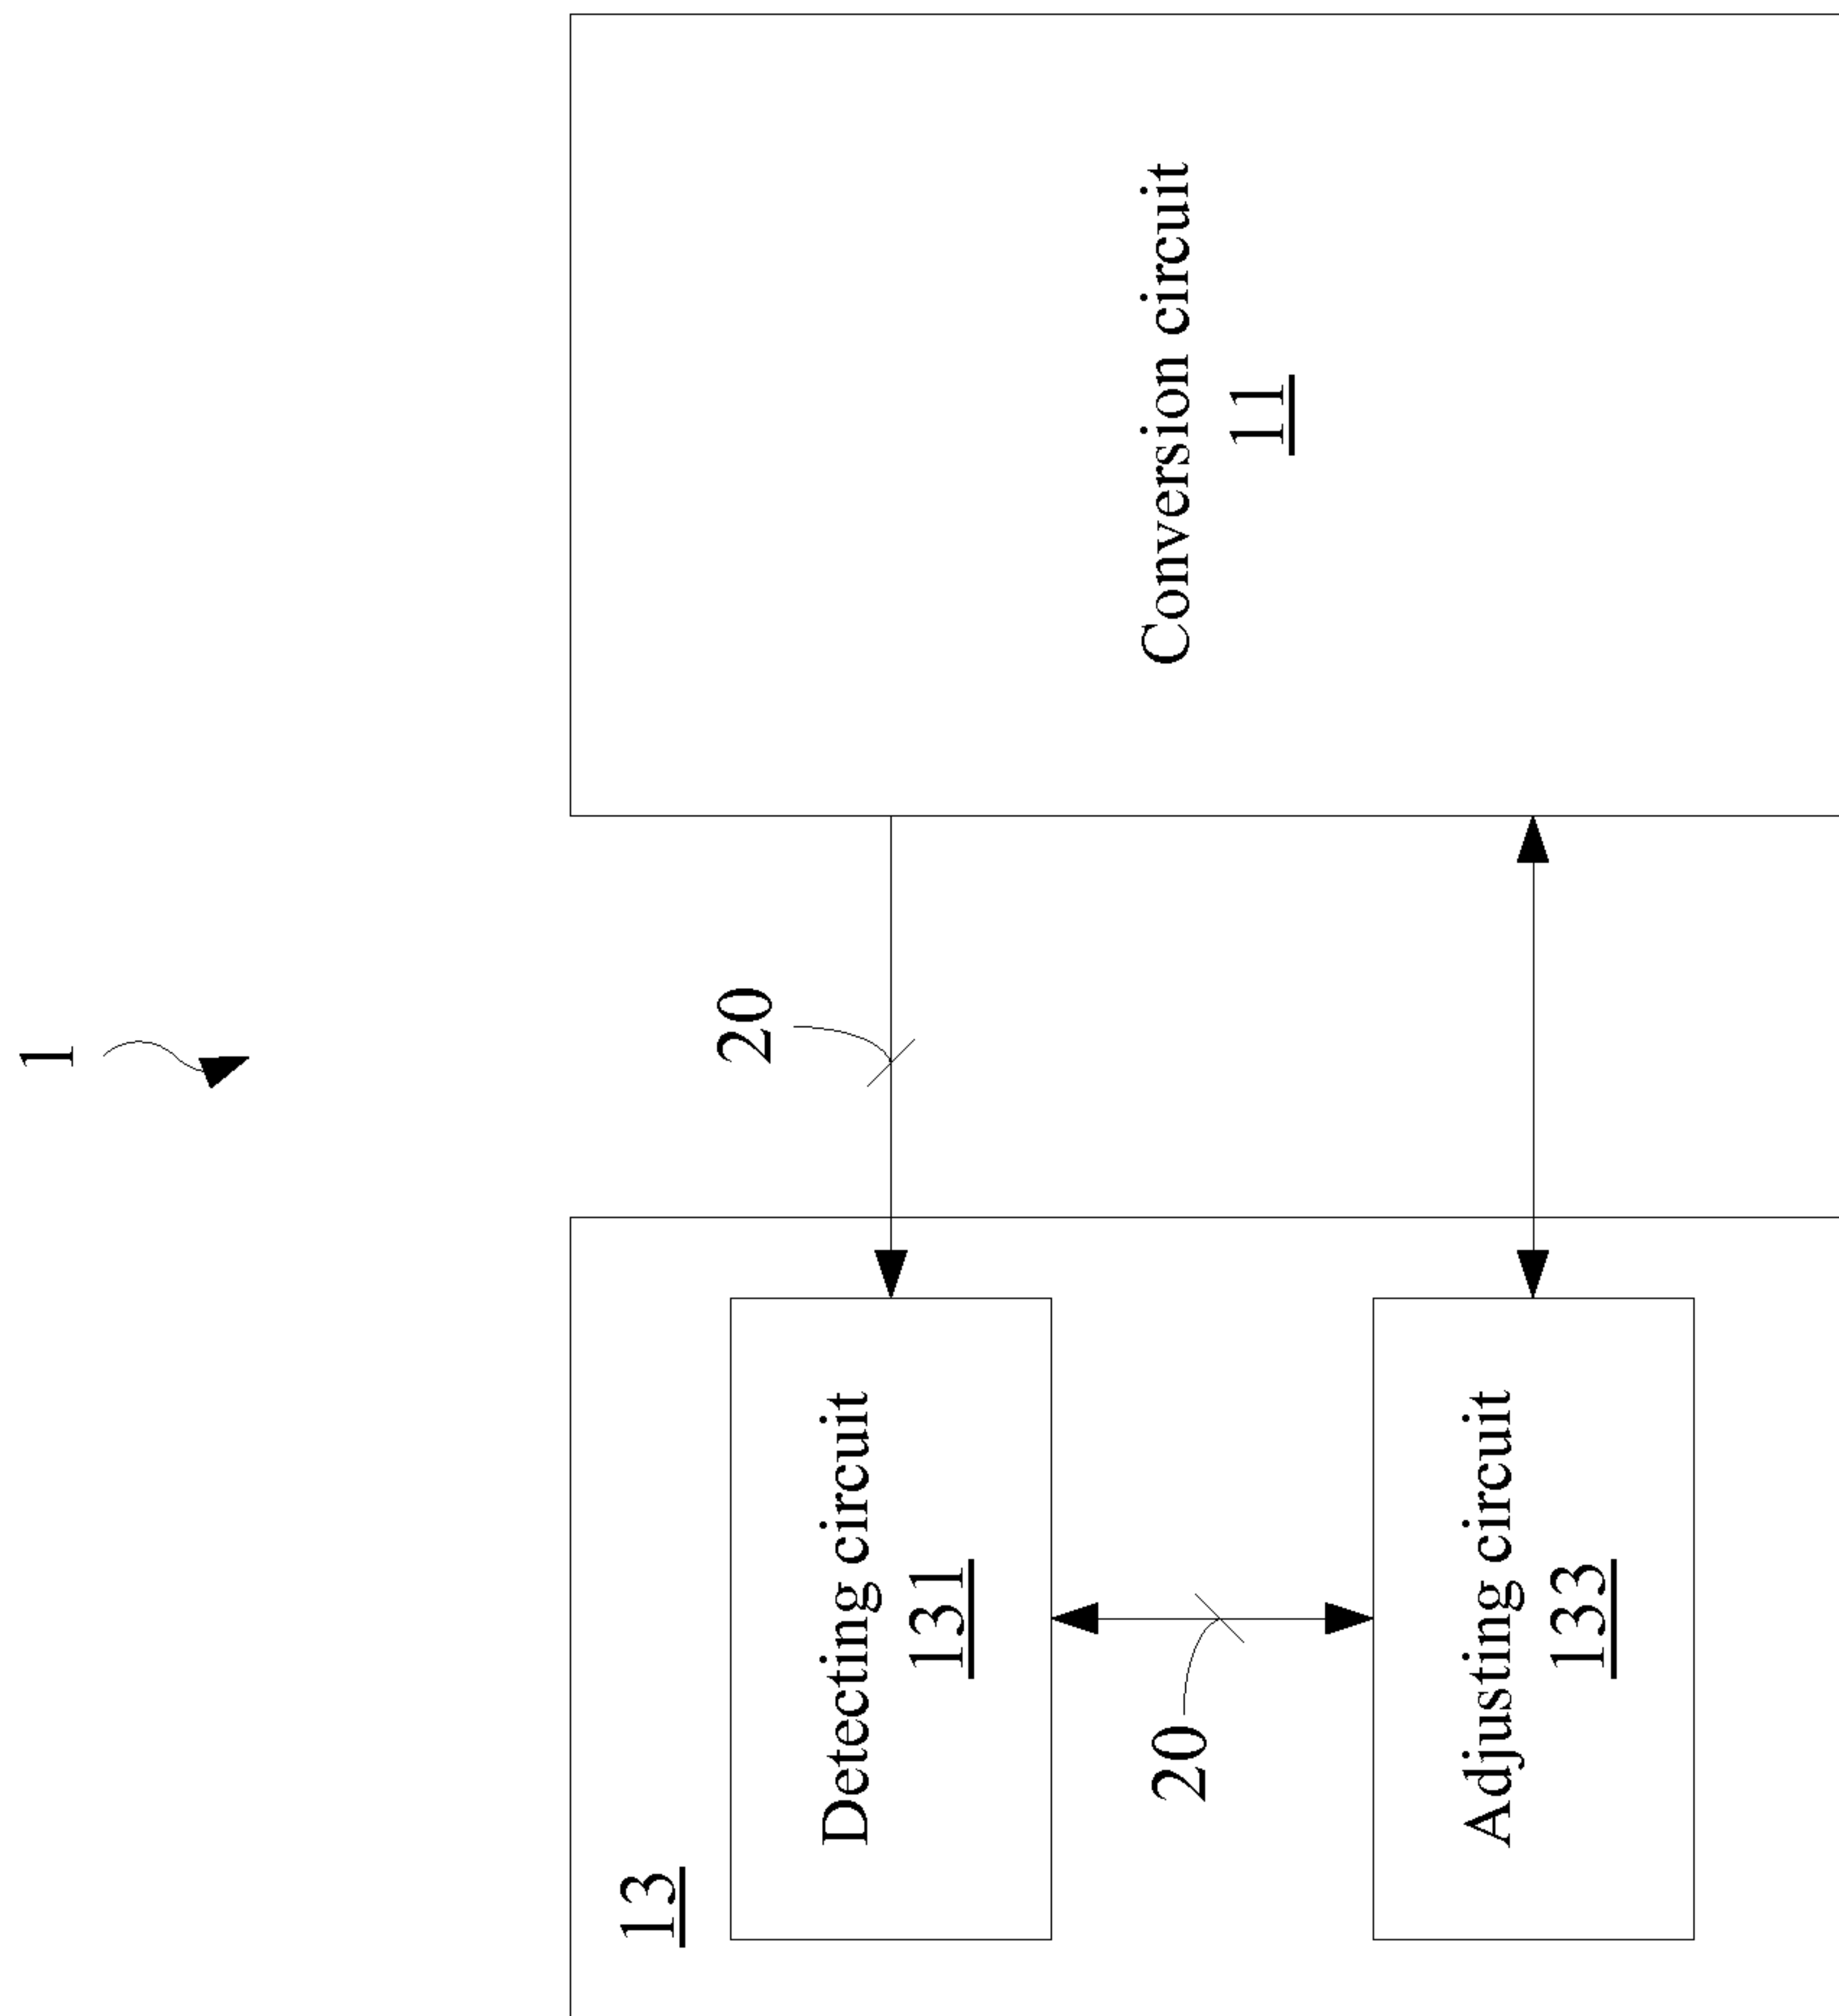 1
13
Detecting circuit
131
20
Conversion circuit
11
20
Adjusting circuit
133